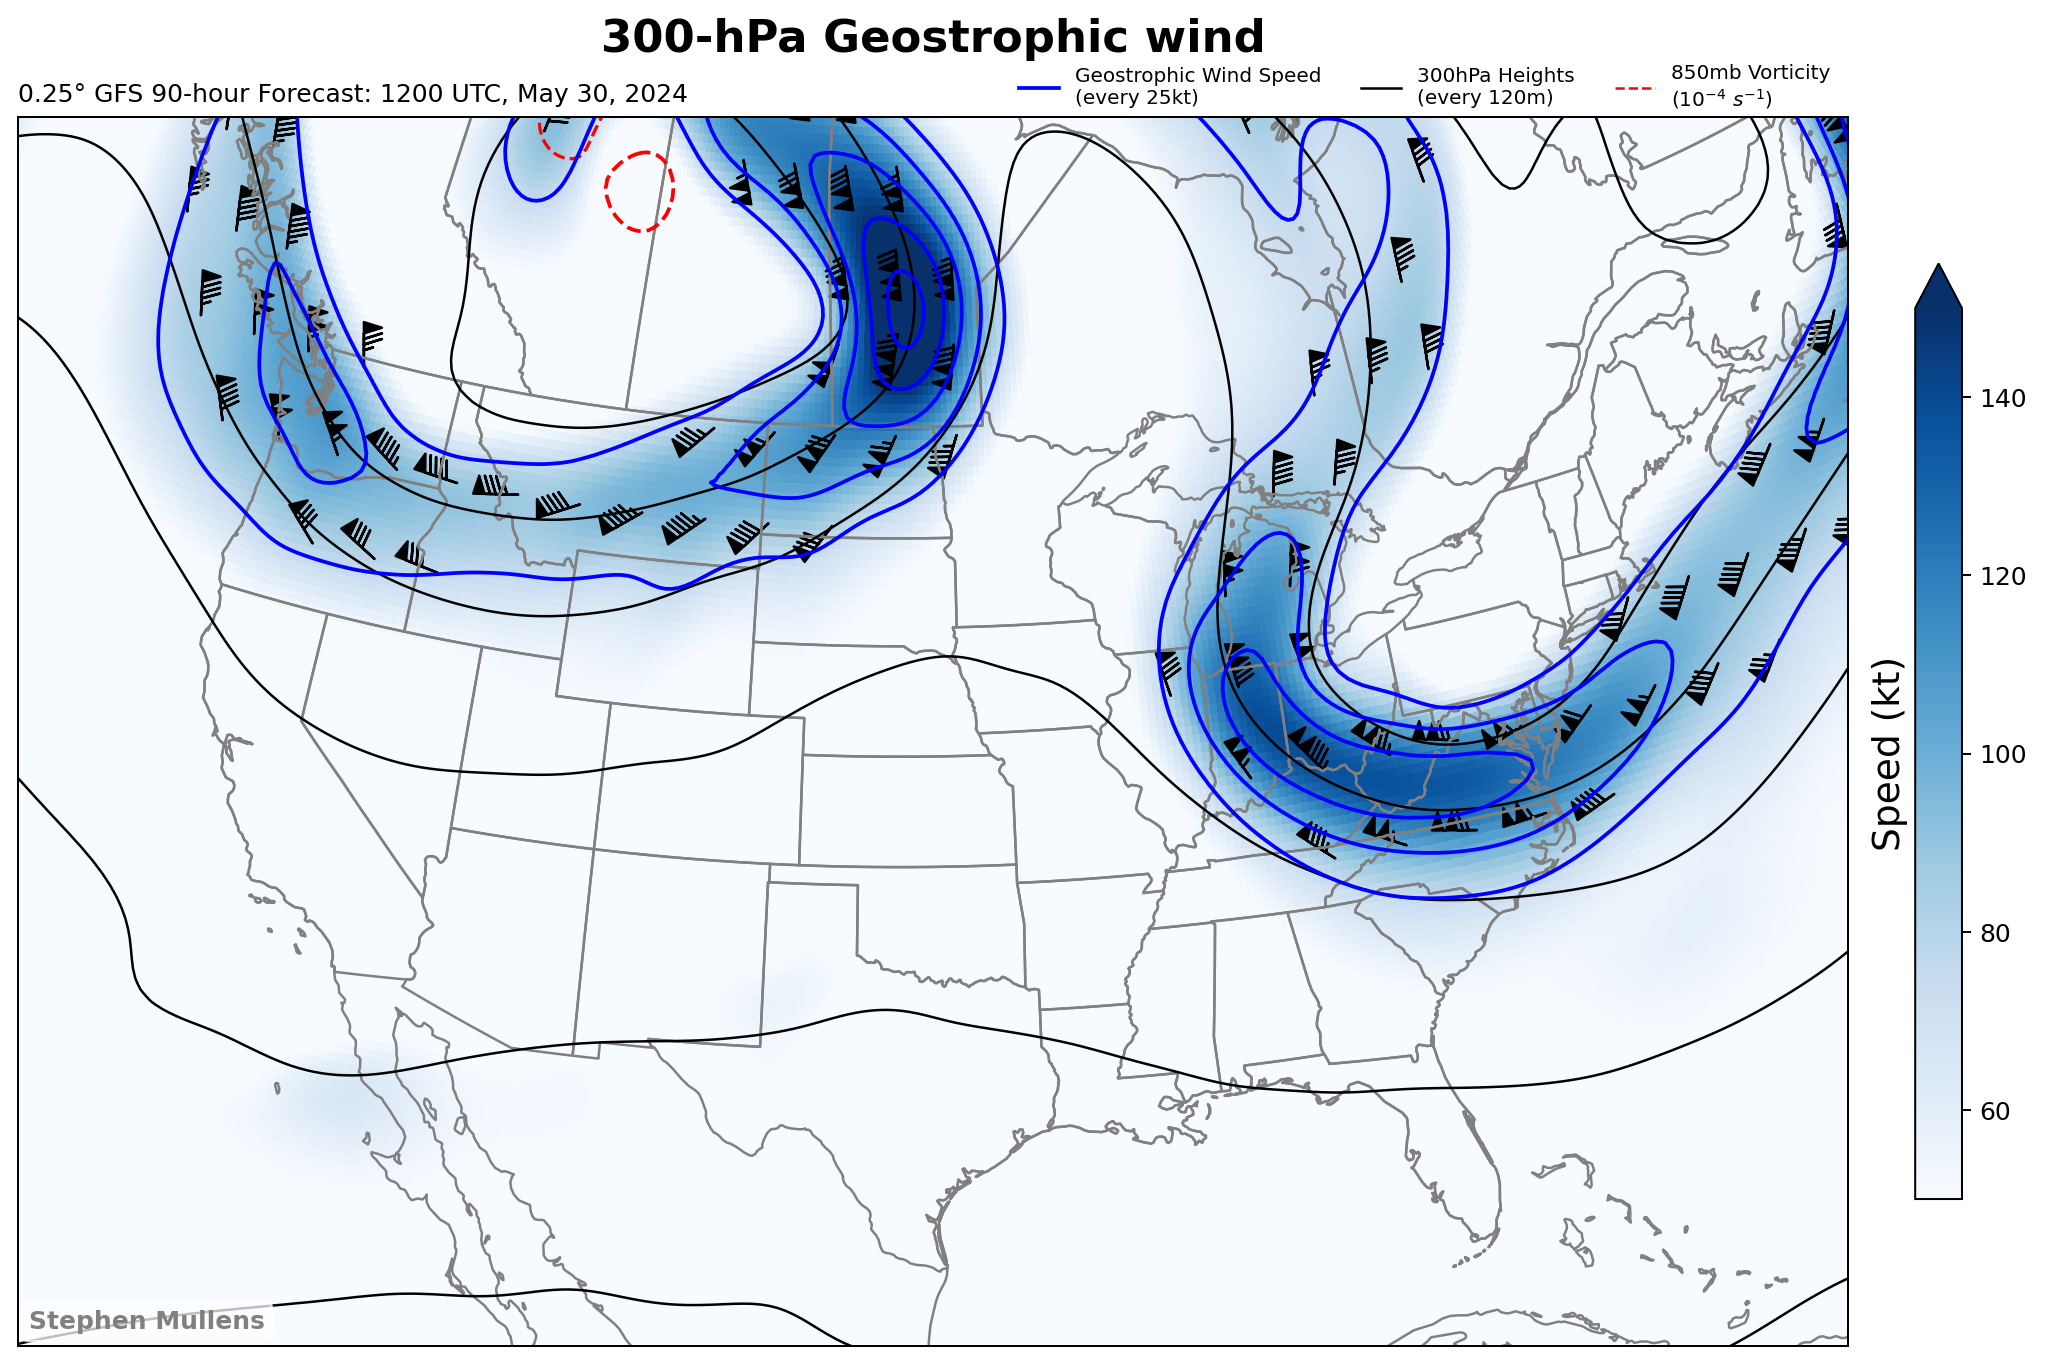 300-hPa Geostrophic wind
0.25° GFS 90-hour Forecast: 1200 UTC, May 30, 2024
Geostrophic Wind Speed
(every 25kt)
300hPa Heights
(every 120m)
850mb Vorticity
(10⁻⁴ s⁻¹)
140
120
100
80
60
Speed (kt)
Stephen Mullens